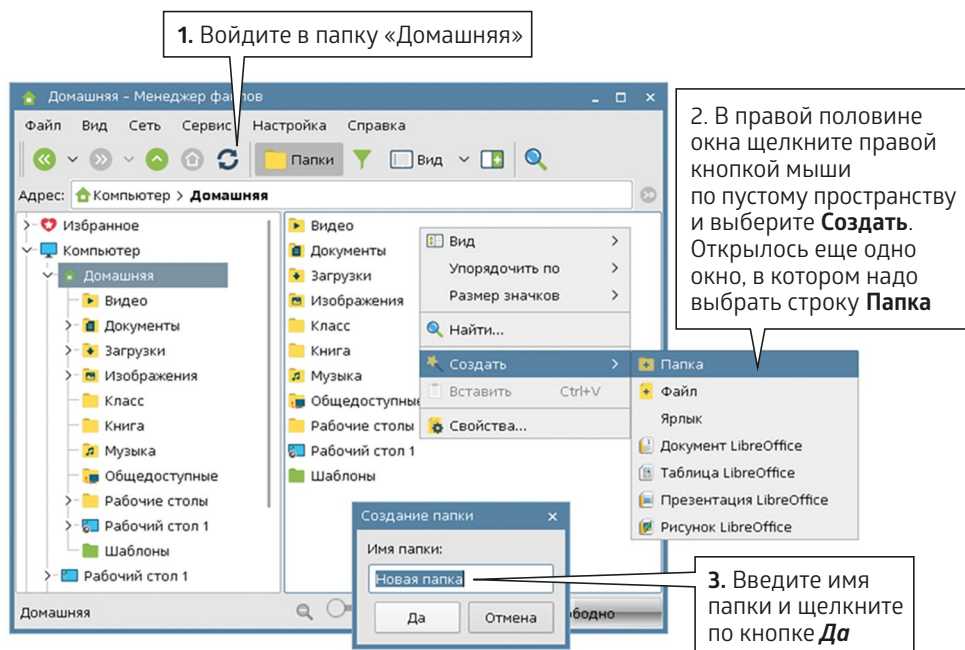 1. Войдите в папку «Домашняя»
Домашняя – Менеджер файлов
Файл Вид Сеть Сервис Настройка Справка
Папки Вид
Адрес: Компьютер > Домашняя
Избранное
Компьютер
Домашняя
Видео
Документы
Загрузки
Изображения
Класс
Книга
Музыка
Общедоступные
Рабочие столы
Рабочий стол 1
Шаблоны
Рабочий стол 1
Видео
Документы
Загрузки
Изображения
Класс
Книга
Музыка
Общедоступные
Рабочие столы
Рабочий стол 1
Шаблоны
Вид
Упорядочить по
Размер значков
Найти...
Создать
Вставить Ctrl+V
Свойства...
2. В правой половине
окна щелкните правой
кнопкой мыши
по пустому пространству
и выберите Создать.
Открылось еще одно
окно, в котором надо
выбрать строку Папка
Папка
Файл
Ярлык
Документ LibreOffice
Таблица LibreOffice
Презентация LibreOffice
Рисунок LibreOffice
Создание папки
Имя папки:
Новая папка
Да Отмена
3. Введите имя
папки и щелкните
по кнопке Да
Домашняя